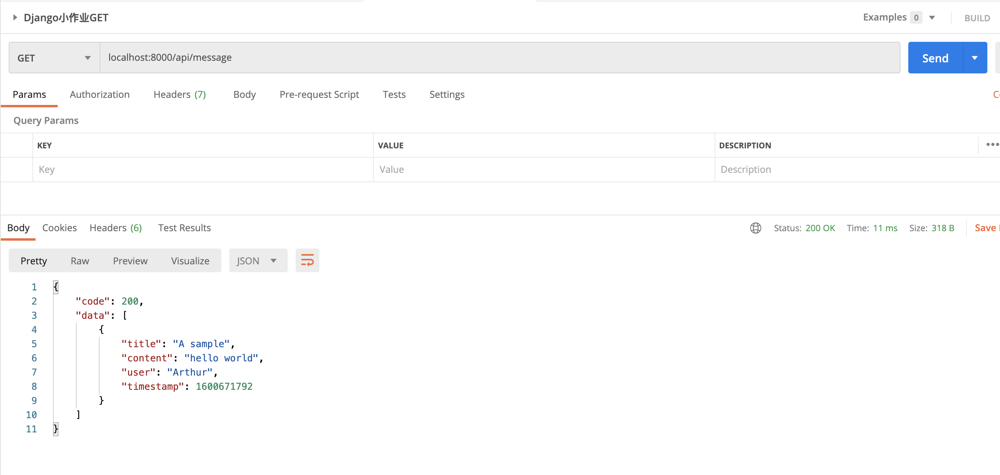 Django小作业GET
Examples 0
BUILD
GET
localhost:8000/api/message
Send
Params Authorization Headers (7) Body Pre-request Script Tests Settings
Query Params
KEY VALUE DESCRIPTION
Key Value Description
Body Cookies Headers (6) Test Results
Status: 200 OK Time: 11 ms Size: 318 B Save
Pretty Raw Preview Visualize JSON
1 {
2 "code": 200,
3 "data": [
4 {
5 "title": "A sample",
6 "content": "hello world",
7 "user": "Arthur",
8 "timestamp": 1600671792
9 }
10 ]
11 }